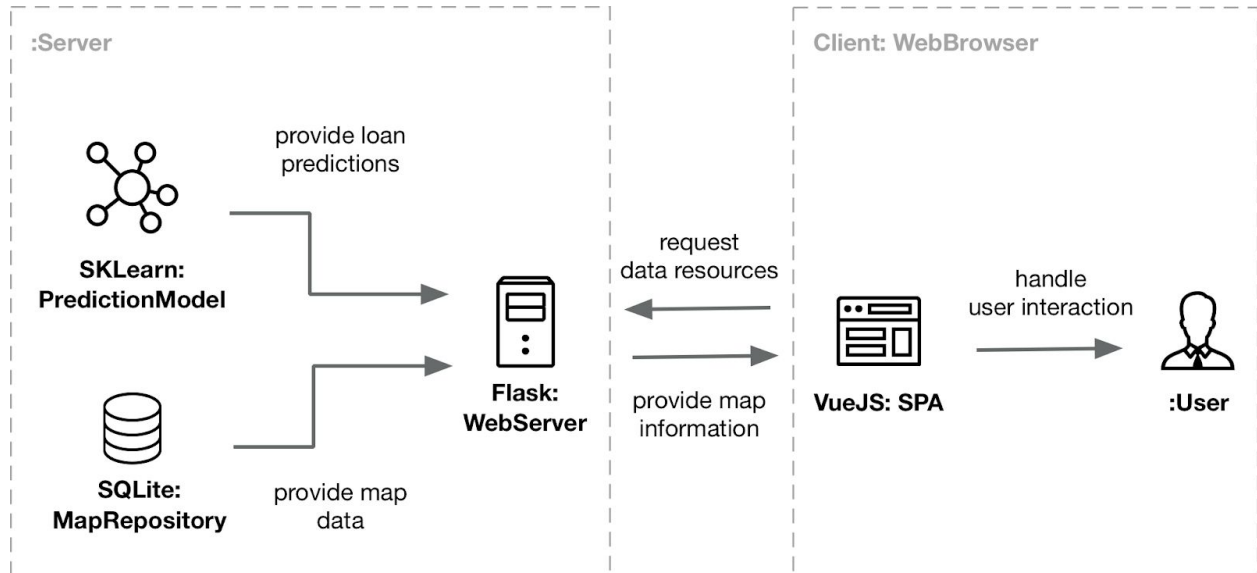 :Server
provide loan
predictions
SKLearn:
PredictionModel
SQLite:
MapRepository
provide map
data
Flask:
WebServer
request
data resources
provide map
information
Client: WebBrowser
VueJS: SPA
handle
user interaction
:User